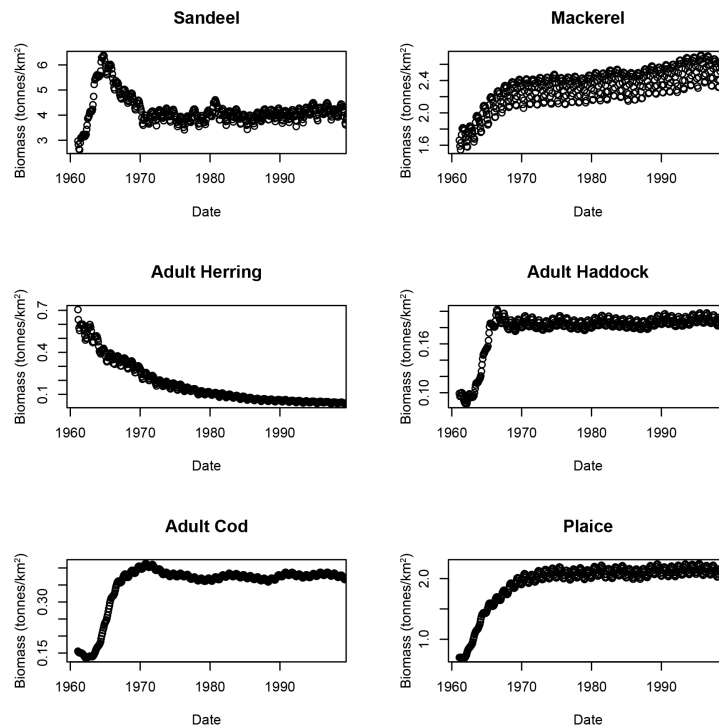 Sandeel
Biomass (tonnes/km²)
6
5
4
3
1960 1970 1980 1990
Date
Mackerel
Biomass (tonnes/km²)
2.4
2.0
1.6
1960 1970 1980 1990
Date
Adult Herring
Biomass (tonnes/km²)
0.7
0.4
0.1
1960 1970 1980 1990
Date
Adult Haddock
Biomass (tonnes/km²)
0.16
0.10
1960 1970 1980 1990
Date
Adult Cod
Biomass (tonnes/km²)
0.30
0.15
1960 1970 1980 1990
Date
Plaice
Biomass (tonnes/km²)
2.0
1.0
1960 1970 1980 1990
Date